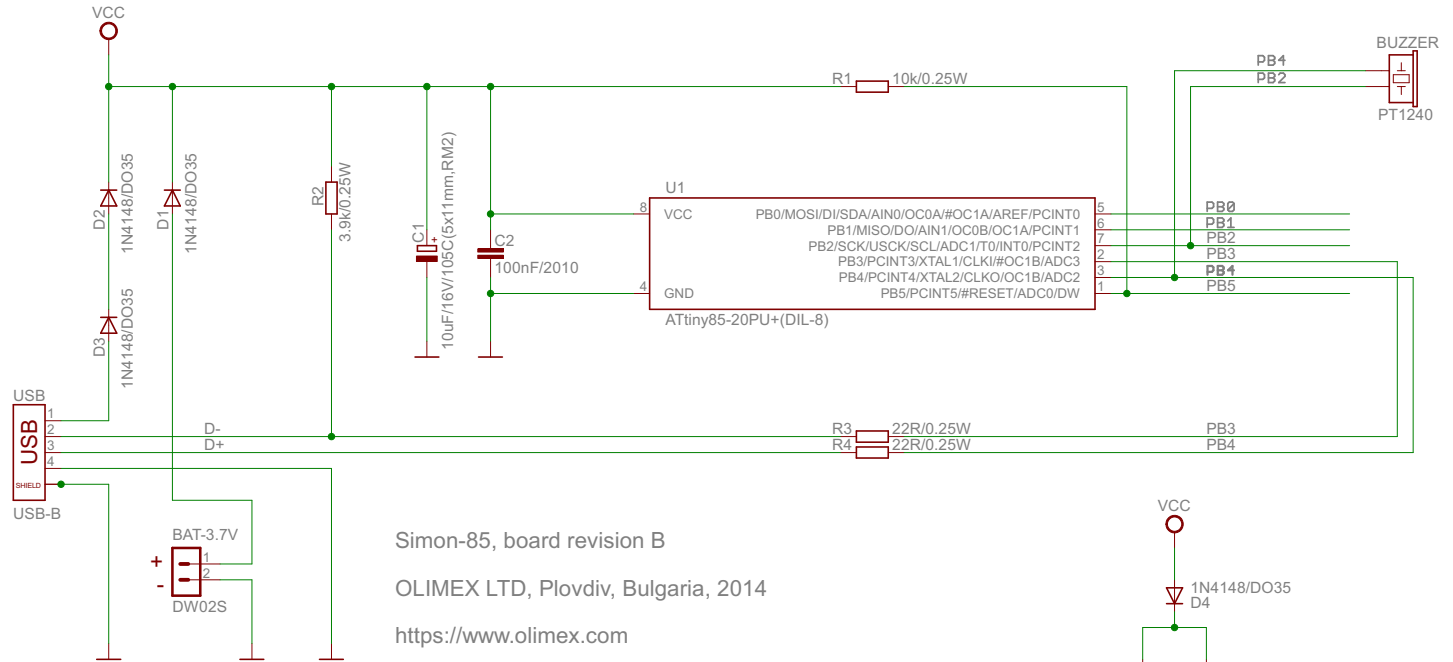 VCC
BUZZER
PB4
PB2
PT1240
R1 10k/0.25W
D2
1N4148/DO35
D1
1N4148/DO35
R2
3.9k/0.25W
C1
+
10uF/16V/105C(5x11mm,RM2)
C2
100nF/2010
U1
8 VCC
4 GND
PB0/MOSI/DI/SDA/AIN0/OC0A/#OC1A/AREF/PCINT0 5 PB0
PB1/MISO/DO/AIN1/OC0B/OC1A/PCINT1 6 PB1
PB2/SCK/USCK/SCL/ADC1/T0/INT0/PCINT2 7 PB2
PB3/PCINT3/XTAL1/CLKI/#OC1B/ADC3 2 PB3
PB4/PCINT4/XTAL2/CLKO/OC1B/ADC2 3 PB4
PB5/PCINT5/#RESET/ADC0/DW 1 PB5
ATtiny85-20PU+(DIL-8)
D3
1N4148/DO35
USB
USB
1
2
3
4
SHIELD
USB-B
D-
D+
R3 22R/0.25W PB3
R4 22R/0.25W PB4
BAT-3.7V
+ 1
- 2
DW02S
Simon-85, board revision B
OLIMEX LTD, Plovdiv, Bulgaria, 2014
https://www.olimex.com
VCC
1N4148/DO35
D4